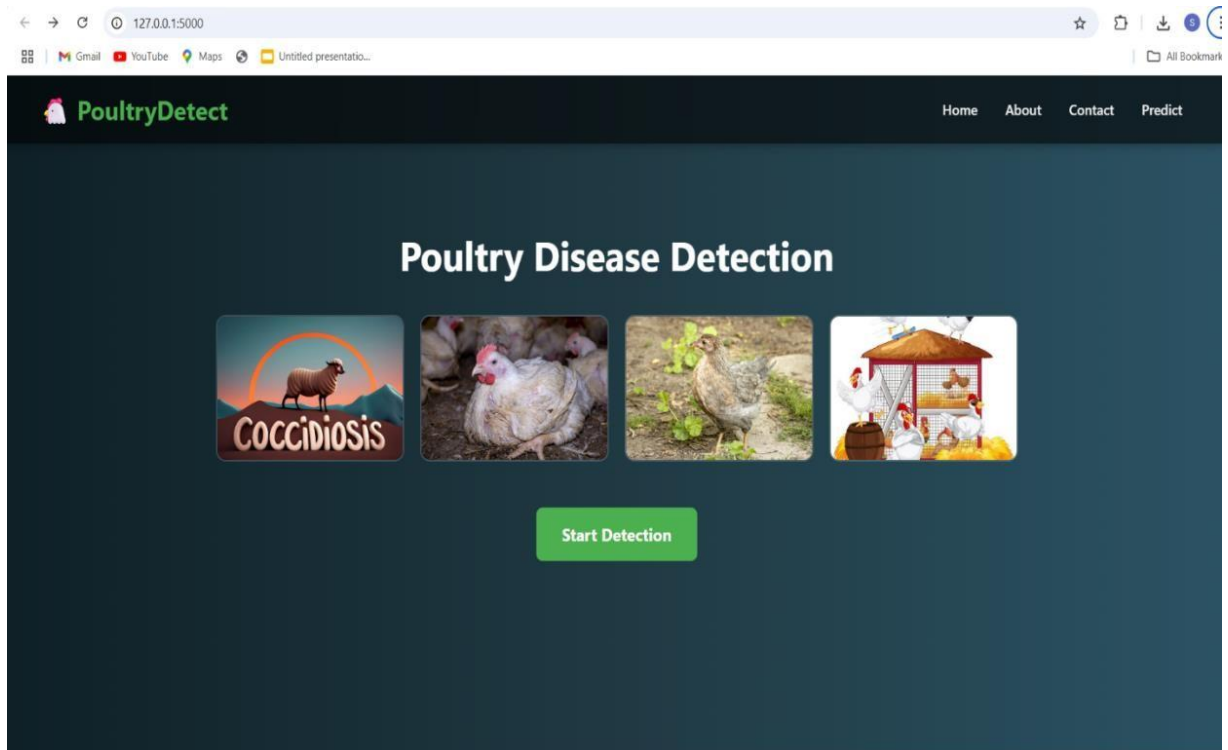 127.0.0.1:5000
Gmail YouTube Maps Untitled presentatio... All Bookmark
PoultryDetect Home About Contact Predict
Poultry Disease Detection
COCCiDiOSiS
Start Detection